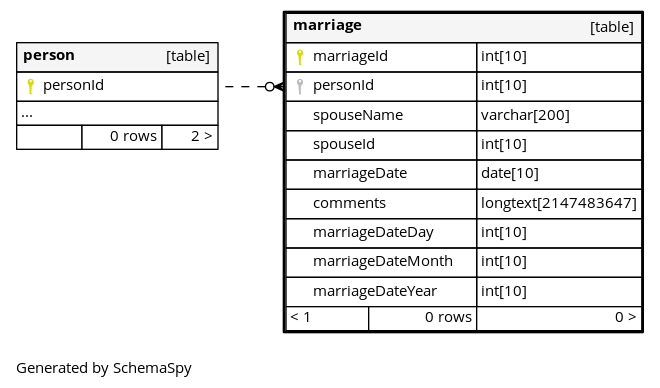 person [table]
personId
...
0 rows 2 >
marriage [table]
marriageId int[10]
personId int[10]
spouseName varchar[200]
spouseId int[10]
marriageDate date[10]
comments longtext[2147483647]
marriageDateDay int[10]
marriageDateMonth int[10]
marriageDateYear int[10]
< 1 0 rows 0 >
Generated by SchemaSpy